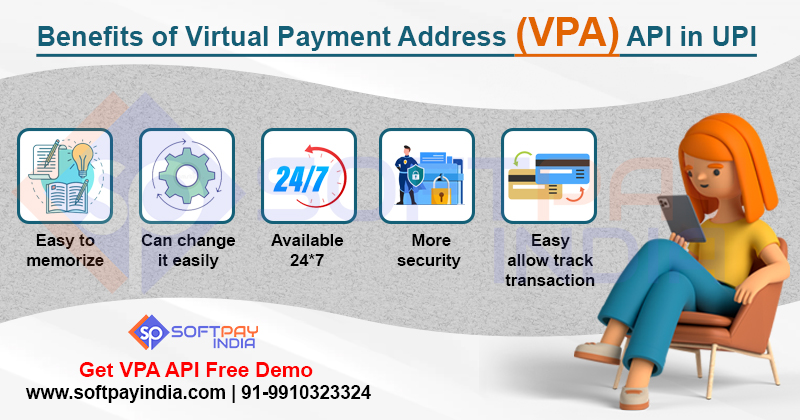 Benefits of Virtual Payment Address (VPA) API in UPI
Easy to
memorize
Can change
it easily
24/7
Available
24*7
More
security
Easy
allow track
transaction
SOFTPAY
INDIA
SP
SOFTPAY
INDIA
Get VPA API Free Demo
www.softpayindia.com | 91-9910323324